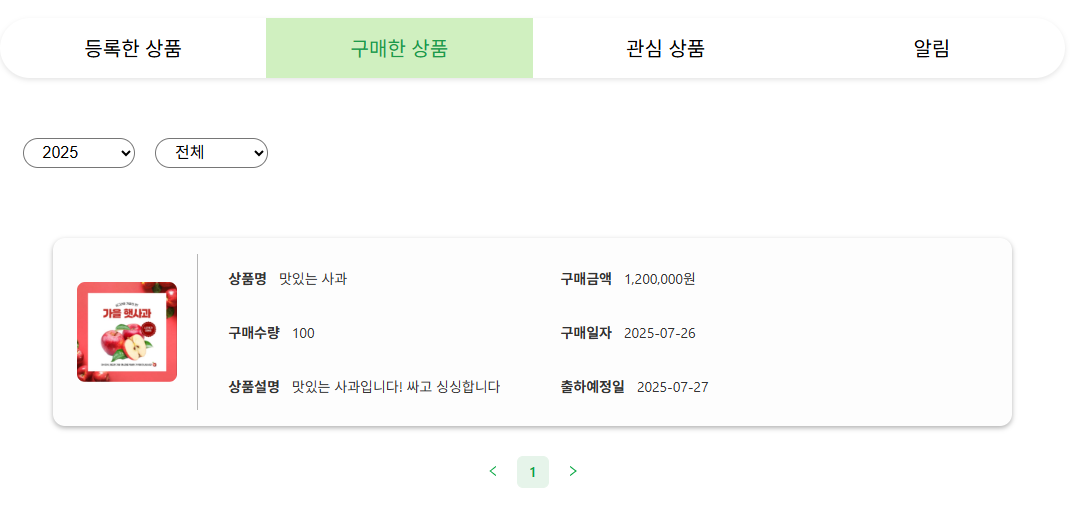 등록한 상품 구매한 상품 관심 상품 알림
2025 전체
상품명 맛있는 사과 구매금액 1,200,000원
가을 햇사과
구매수량 100 구매일자 2025-07-26
상품설명 맛있는 사과입니다! 싸고 싱싱합니다 출하예정일 2025-07-27
< 1 >